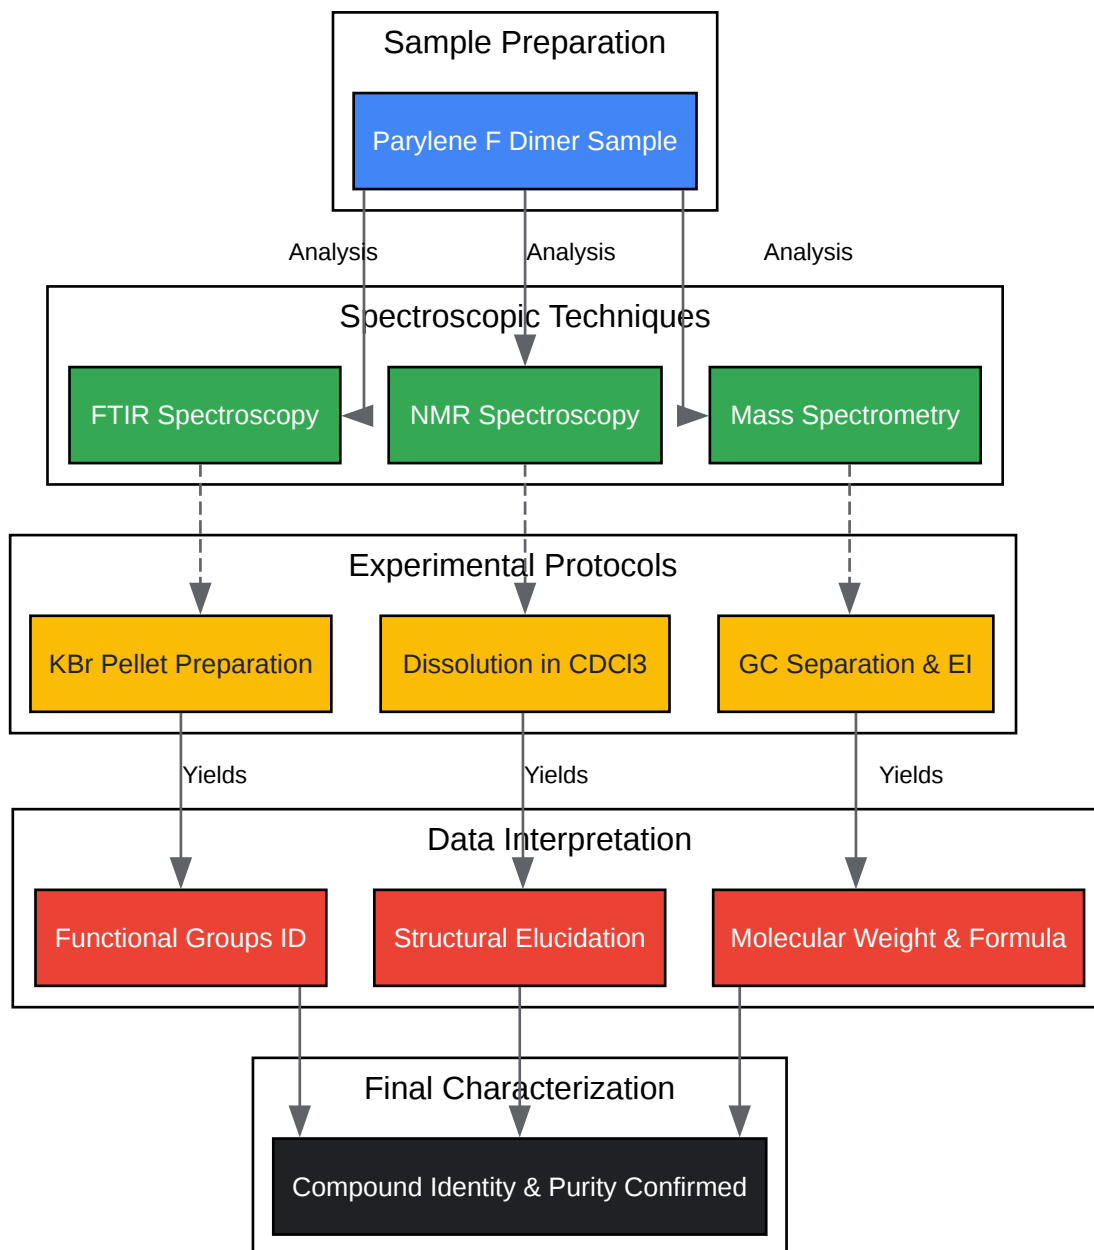 Sample Preparation
Parylene F Dimer Sample
Analysis
Analysis
Analysis
Spectroscopic Techniques
FTIR Spectroscopy
NMR Spectroscopy
Mass Spectrometry
Experimental Protocols
KBr Pellet Preparation
Dissolution in CDCl3
GC Separation & EI
Yields
Yields
Yields
Data Interpretation
Functional Groups ID
Structural Elucidation
Molecular Weight & Formula
Final Characterization
Compound Identity & Purity Confirmed